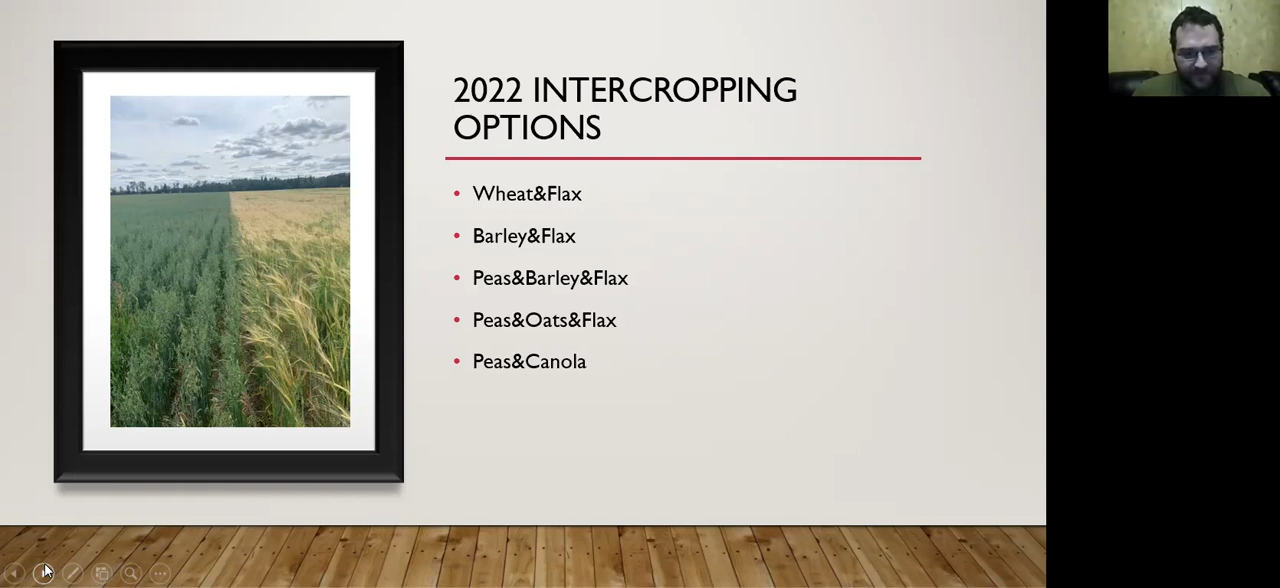 2022 INTERCROPPING
OPTIONS
• Wheat&Flax
• Barley&Flax
• Peas&Barley&Flax
• Peas&Oats&Flax
• Peas&Canola